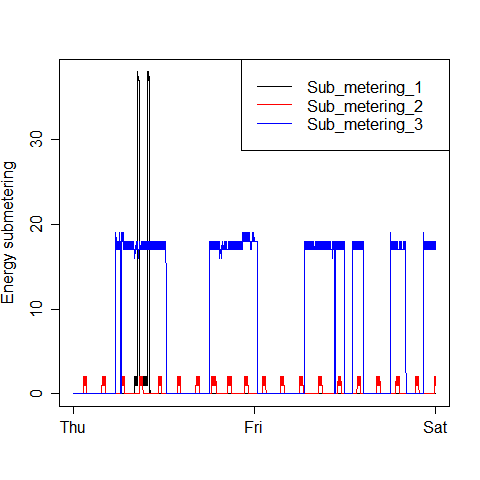 Sub_metering_1
Sub_metering_2
Sub_metering_3
Energy submetering
30
20
10
0
Thu
Fri
Sat